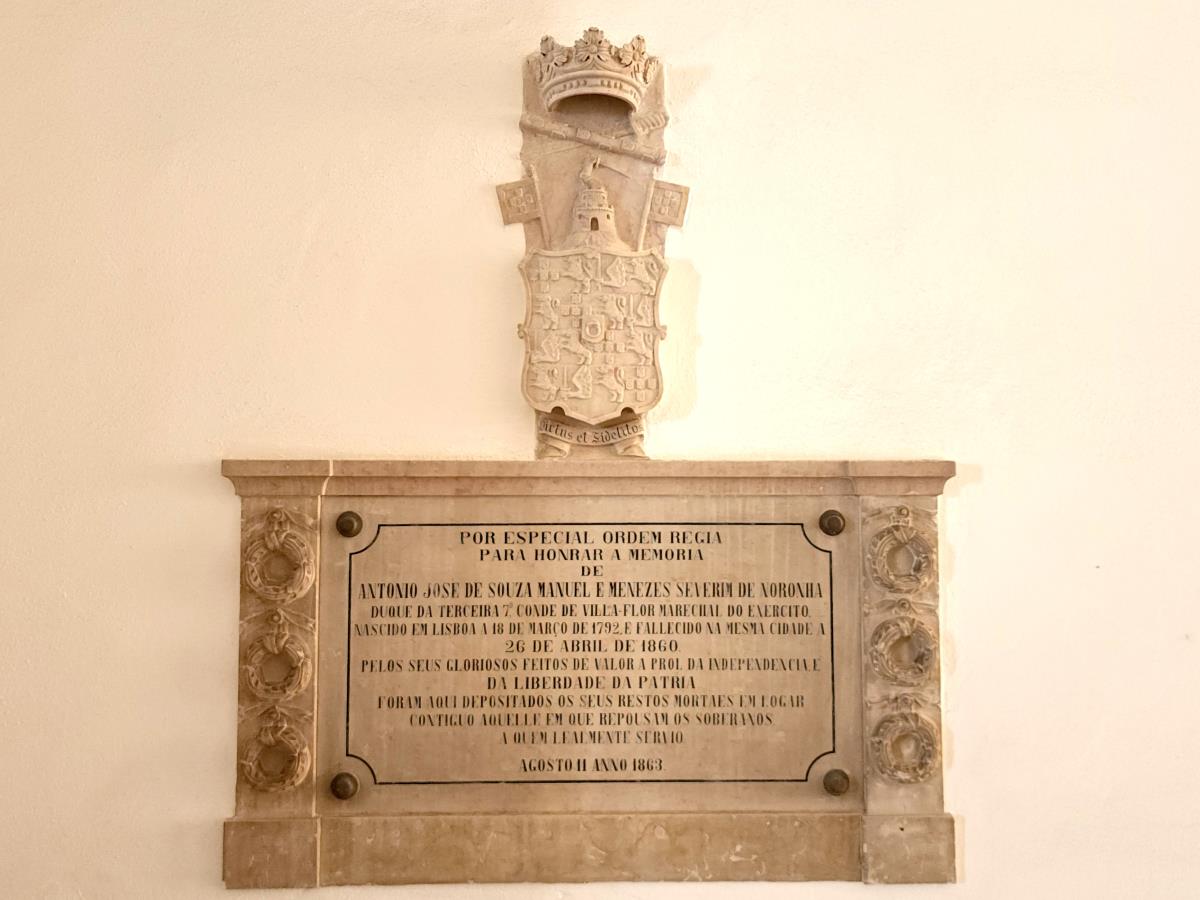 Virtus et Fidelitas
POR ESPECIAL ORDEM REGIA
PARA HONRAR A MEMORIA
DE
ANTONIO JOSE DE SOUZA MANUEL E MENEZES SEVERIM DE NORONHA
DUQUE DA TERCEIRA 7º CONDE DE VILLA-FLOR MARECHAL DO EXERCITO.
NASCIDO EM LISBOA A 18 DE MARÇO DE 1792, E FALLECIDO NA MESMA CIDADE A
26 DE ABRIL DE 1860.
PELOS SEUS GLORIOSOS FEITOS DE VALOR A PROL DA INDEPENDENCIA, E
DA LIBERDADE DA PATRIA
FORAM AQUI DEPOSITADOS OS SEUS RESTOS MORTAES EM LOGAR
CONTIGUO AQUELLE EM QUE REPOUSAM OS SOBERANOS
A QUEM LEALMENTE SERVIO.
AGOSTO 11 ANNO 1863.